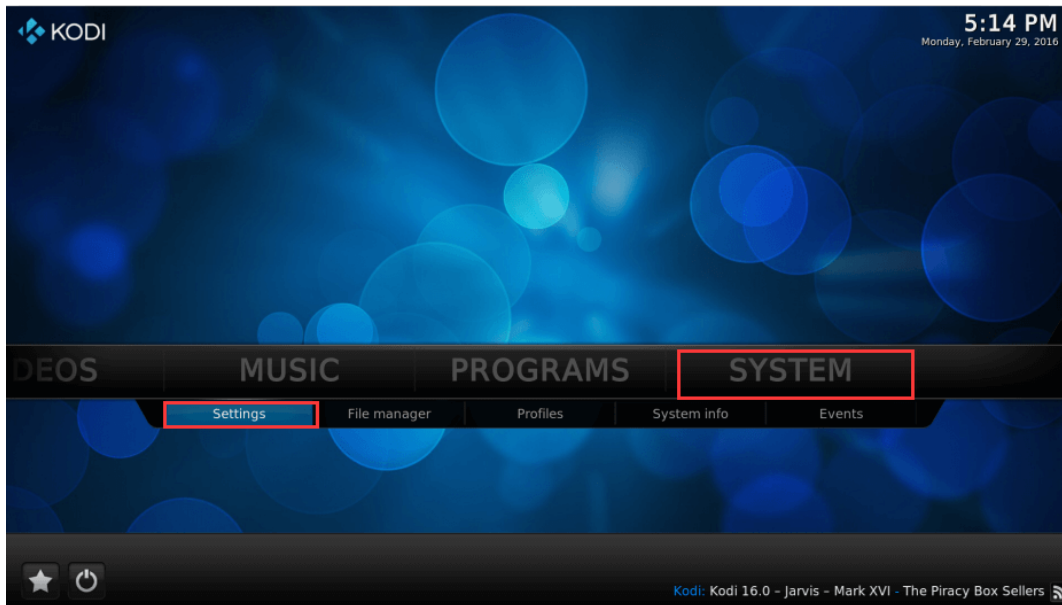 KODI
5:14 PM
Monday, February 29, 2016
DEOS MUSIC PROGRAMS SYSTEM
Settings File manager Profiles System info Events
Kodi: Kodi 16.0 – Jarvis – Mark XVI - The Piracy Box Sellers